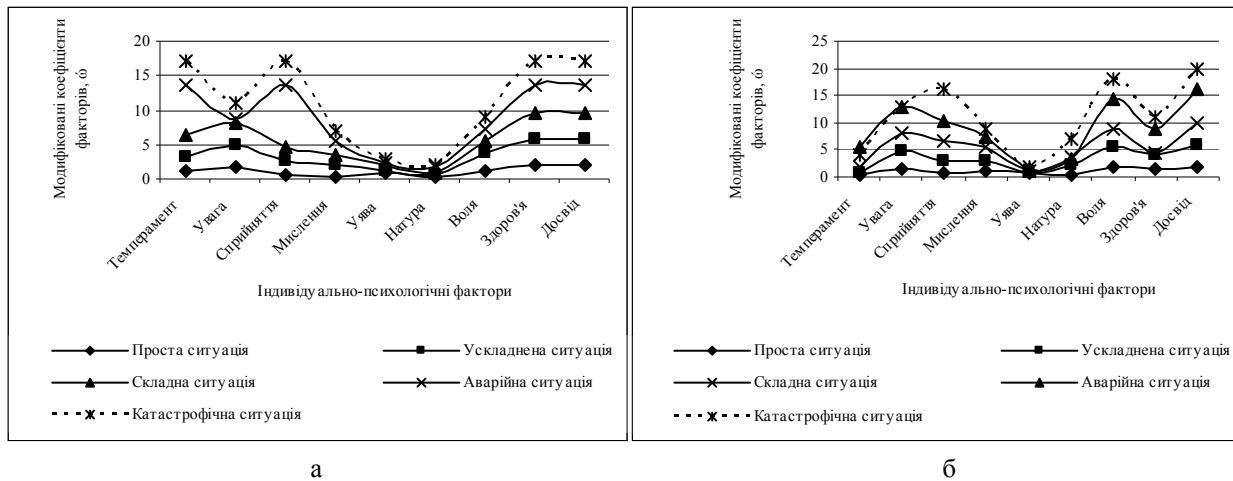 Модифіковані коефіцієнти
факторів, ώ
20
15
10
5
0
Темперамент
Увага
Сприйняття
Мислення
Уява
Натура
Воля
Здоров'я
Досвід
Індивідуально-психологічні фактори
Проста ситуація
Ускладнена ситуація
Складна ситуація
Аварійна ситуація
Катастрофічна ситуація
а
Модифіковані коефіцієнти
факторів, ώ
25
20
15
10
5
0
Темперамент
Увага
Сприйняття
Мислення
Уява
Натура
Воля
Здоров'я
Досвід
Індивідуально-психологічні фактори
Проста ситуація
Ускладнена ситуація
Складна ситуація
Аварійна ситуація
Катастрофічна ситуація
б